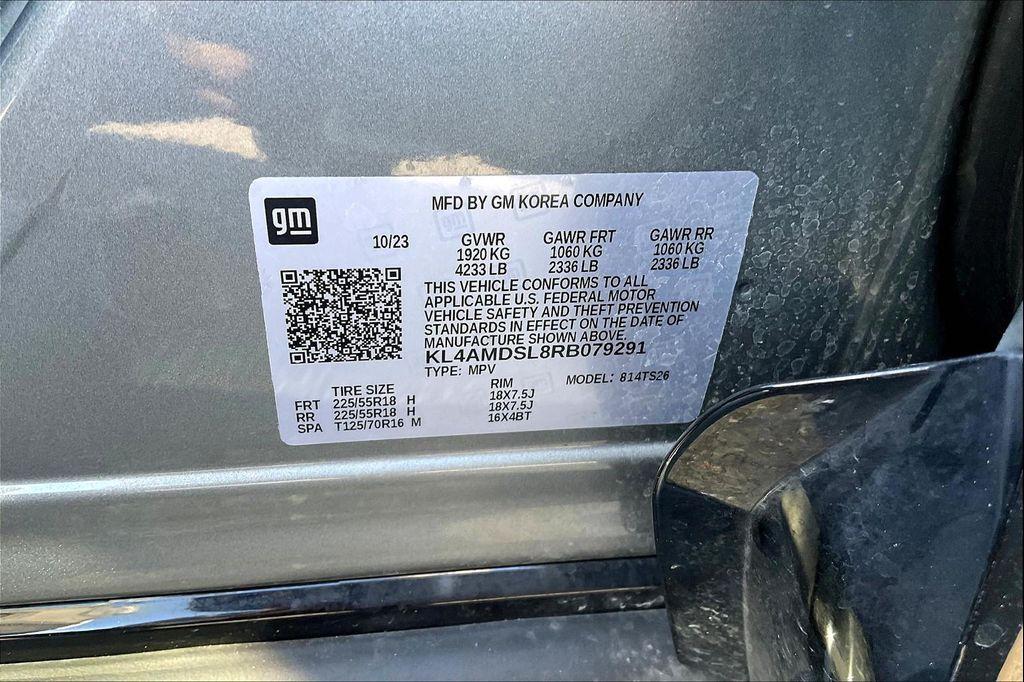 gm
MFD BY GM KOREA COMPANY
10/23 GVWR GAWR FRT GAWR RR
1920 KG 1060 KG 1060 KG
4233 LB 2336 LB 2336 LB
THIS VEHICLE CONFORMS TO ALL
APPLICABLE U.S. FEDERAL MOTOR
VEHICLE SAFETY AND THEFT PREVENTION
STANDARDS IN EFFECT ON THE DATE OF
MANUFACTURE SHOWN ABOVE.
KL4AMDSL8RB079291
TYPE: MPV MODEL: 814TS26
TIRE SIZE RIM
FRT 225/55R18 H 18X7.5J
RR 225/55R18 H 18X7.5J
SPA T125/70R16 M 16X4BT